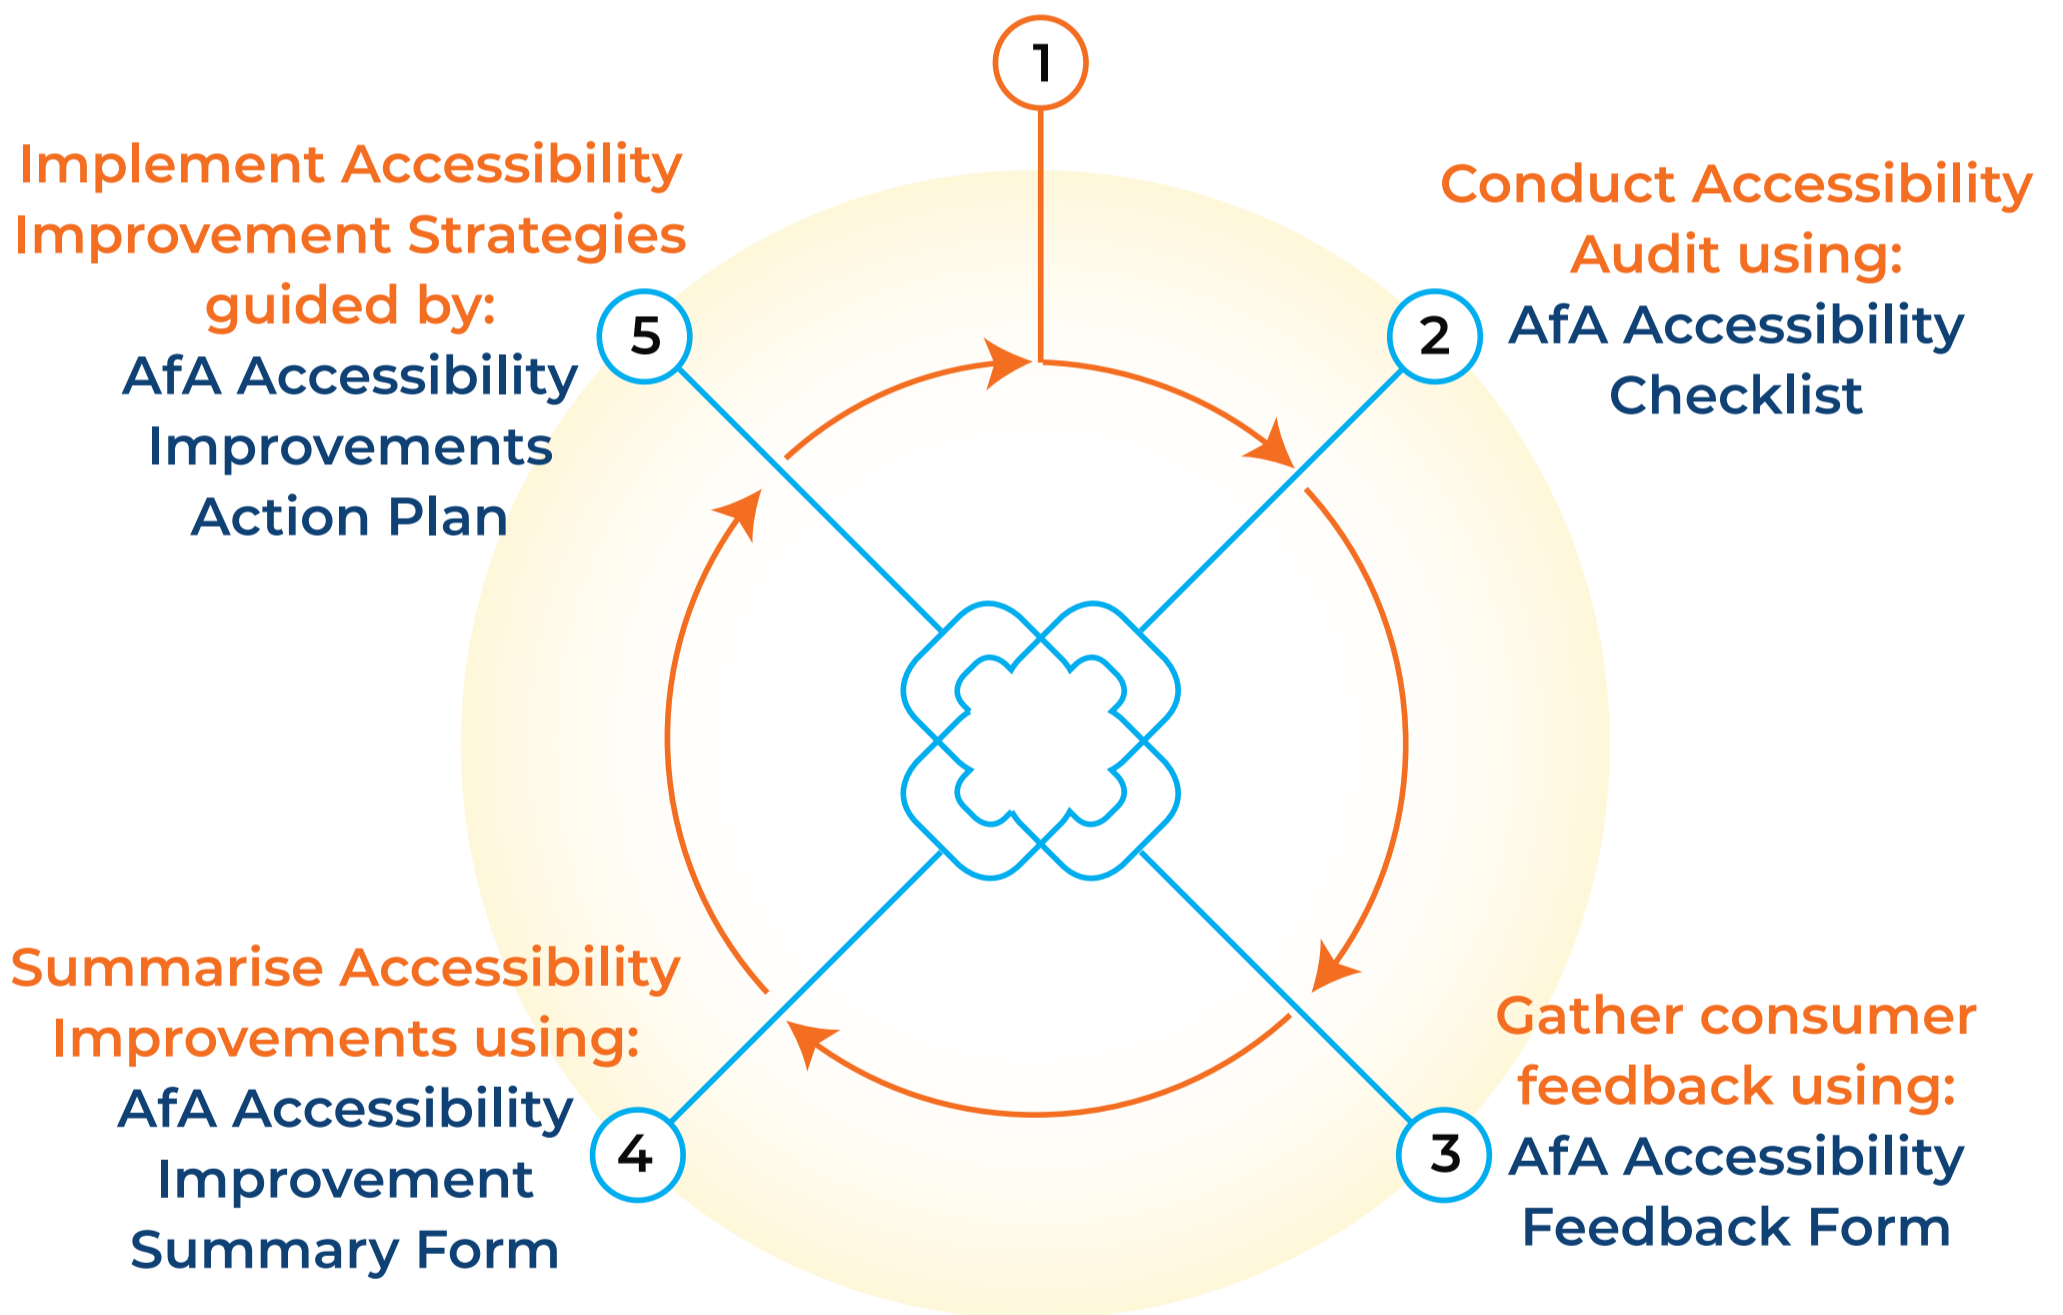 1
2
Conduct Accessibility
Audit using:
AfA Accessibility
Checklist
3
Gather consumer
feedback using:
AfA Accessibility
Feedback Form
4
Summarise Accessibility
Improvements using:
AfA Accessibility
Improvement
Summary Form
5
Implement Accessibility
Improvement Strategies
guided by:
AfA Accessibility
Improvements
Action Plan